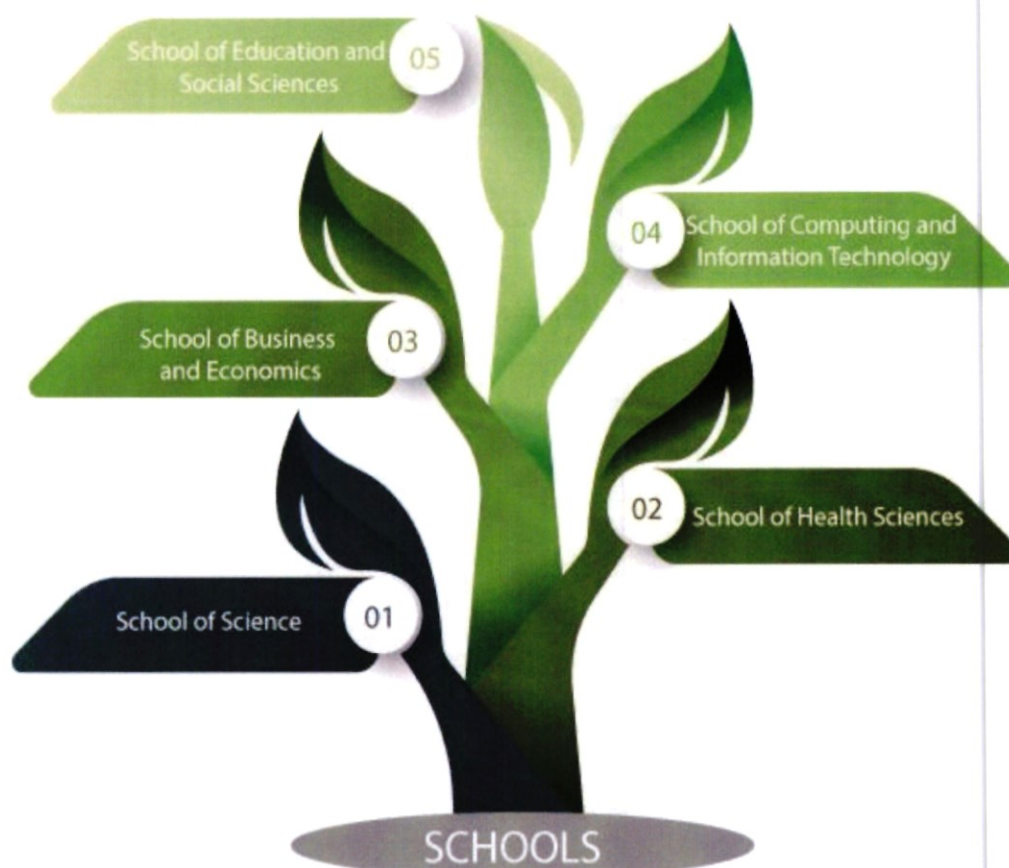 School of Education and
Social Sciences
05
04
School of Computing and
Information Technology
School of Business
and Economics
03
02
School of Health Sciences
School of Science
01
SCHOOLS